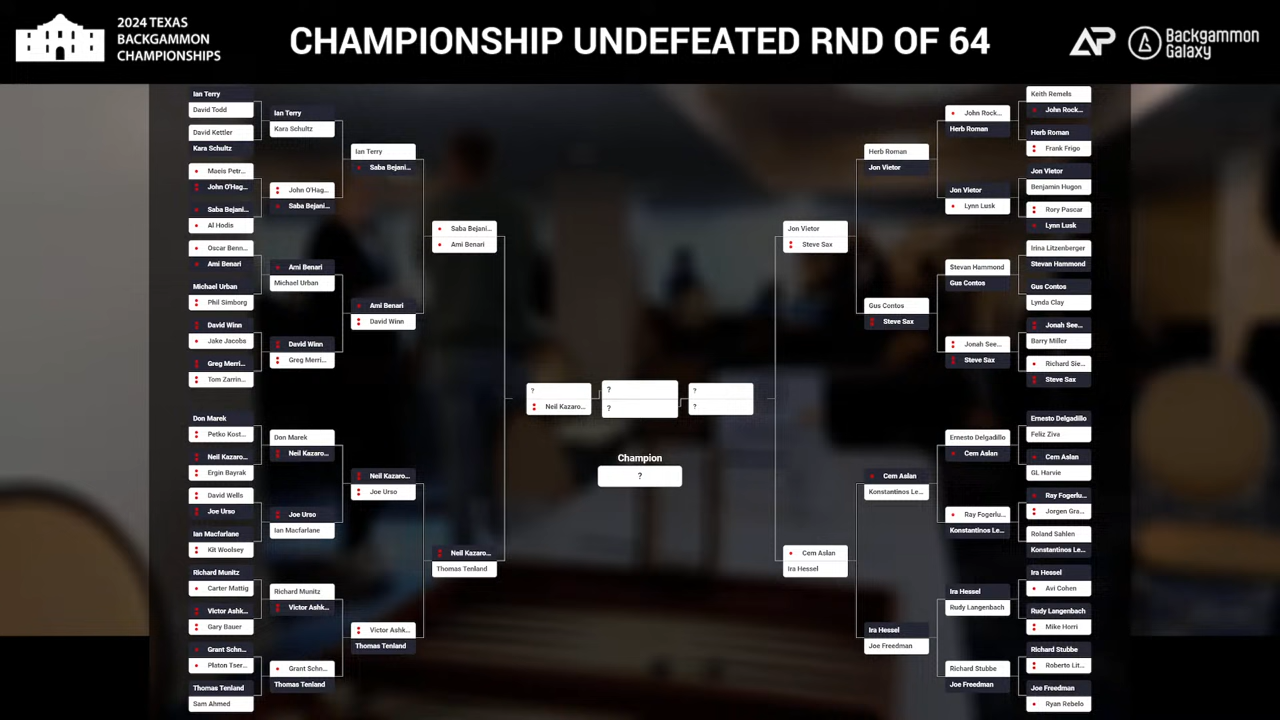 2024 TEXAS
BACKGAMMON
CHAMPIONSHIPS
CHAMPIONSHIP UNDEFEATED RND OF 64
AP
Backgammon
Galaxy
Ian Terry
David Todd
David Kettler
Kara Schultz
Maeis Petr...
John O'Hag...
Saba Bejani...
Al Hodis
Oscar Benn...
Ami Benari
Michael Urban
Phil Simborg
David Winn
Jake Jacobs
Greg Merri...
Tom Zarrin...
Don Marek
Petko Kost...
Neil Kazaro...
Ergin Bayrak
David Wells
Joe Urso
Ian Macfarlane
Kit Woolsey
Richard Munitz
Carter Mattig
Victor Ashk...
Gary Bauer
Grant Schn...
Platon Tser...
Thomas Tenland
Sam Ahmed
Ian Terry
Kara Schultz
John O'Hag...
Saba Bejani...
Ami Benari
Michael Urban
David Winn
Greg Merri...
Don Marek
Neil Kazaro...
Joe Urso
Ian Macfarlane
Richard Munitz
Victor Ashk...
Grant Schn...
Thomas Tenland
Ian Terry
Saba Bejani...
Ami Benari
David Winn
Neil Kazaro...
Joe Urso
Victor Ashk...
Thomas Tenland
Saba Bejani...
Ami Benari
Neil Kazaro...
Thomas Tenland
?
Neil Kazaro...
?
?
?
?
Champion
?
Jon Vietor
Steve Sax
Cem Aslan
Ira Hessel
Herb Roman
Jon Vietor
Gus Contos
Steve Sax
Cem Aslan
Konstantinos Le...
Ira Hessel
Joe Freedman
John Rock...
Herb Roman
Jon Vietor
Lynn Lusk
Stevan Hammond
Gus Contos
Jonah See...
Steve Sax
Ernesto Delgadillo
Cem Aslan
Ray Fogerlu...
Konstantinos Le...
Ira Hessel
Rudy Langenbach
Richard Stubbe
Joe Freedman
Keith Remels
John Rock...
Herb Roman
Frank Frigo
Jon Vietor
Benjamin Hugon
Rory Pascar
Lynn Lusk
Irina Litzenberger
Stevan Hammond
Gus Contos
Lynda Clay
Jonah See...
Barry Miller
Richard Sie...
Steve Sax
Ernesto Delgadillo
Feliz Ziva
Cem Aslan
GL Harvie
Ray Fogerlu...
Jorgen Gra...
Roland Sahlen
Konstantinos Le...
Ira Hessel
Avi Cohen
Rudy Langenbach
Mike Horri
Richard Stubbe
Roberto Lit...
Joe Freedman
Ryan Rebelo